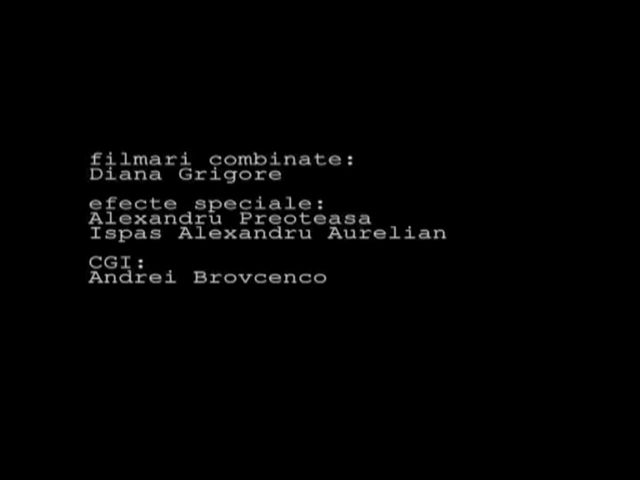 filmari combinate:
Diana Grigore
efecte speciale:
Alexandru Preoteasa
Ispas Alexandru Aurelian
CGI:
Andrei Brovcenco